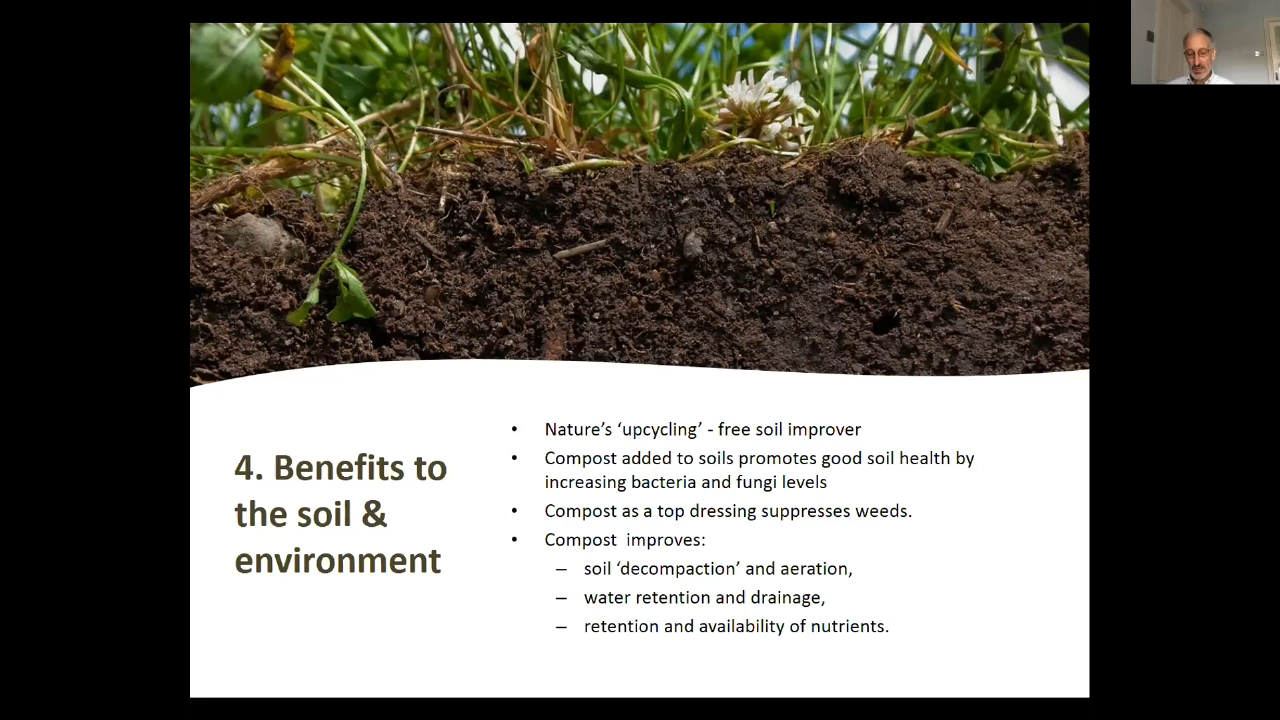 4. Benefits to
the soil &
environment
• Nature's 'upcycling' - free soil improver
• Compost added to soils promotes good soil health by
increasing bacteria and fungi levels
• Compost as a top dressing suppresses weeds.
• Compost  improves:
– soil 'decompaction' and aeration,
– water retention and drainage,
– retention and availability of nutrients.